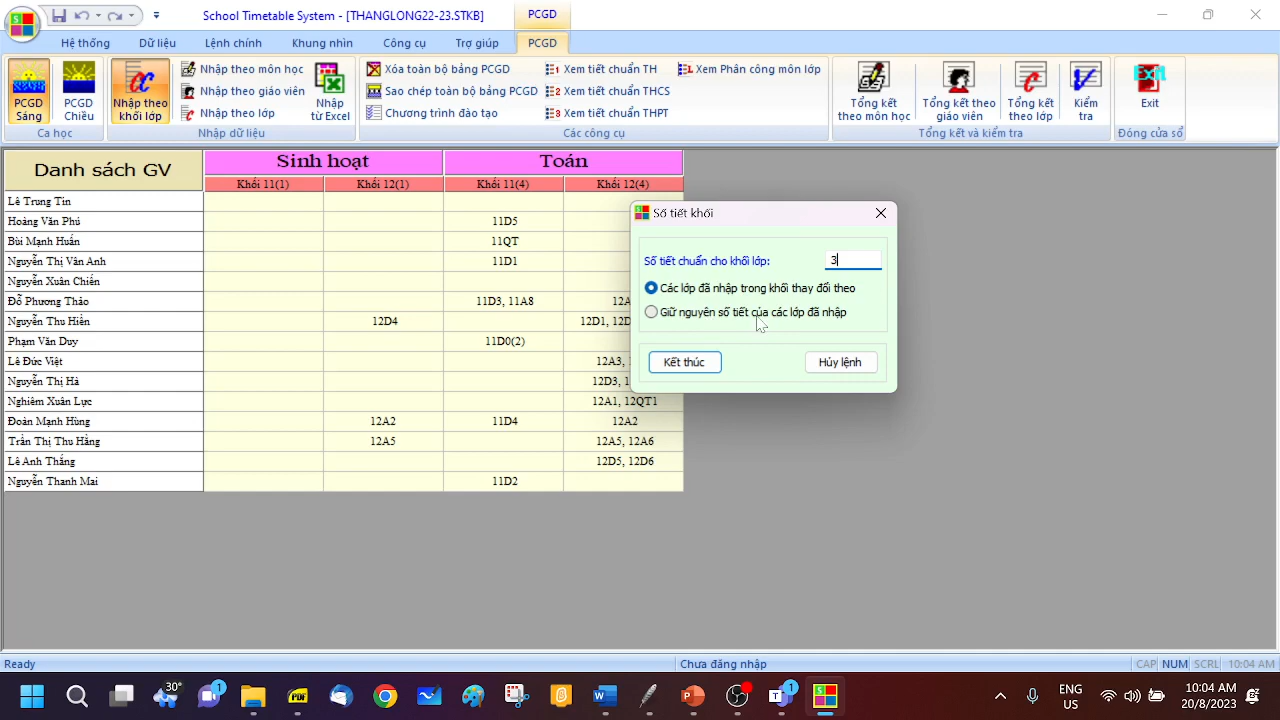 School Timetable System - [THANGLONG22-23.STKB]
PCGD
Hệ thống Dữ liệu Lệnh chính Khung nhìn Công cụ Trợ giúp PCGD
PCGD Sáng
PCGD Chiều
Ca học
Nhập theo khối lớp
Nhập theo môn học
Nhập theo giáo viên
Nhập theo lớp
Nhập từ Excel
Nhập dữ liệu
Xóa toàn bộ bảng PCGD
Sao chép toàn bộ bảng PCGD
Chương trình đào tạo
Xem tiết chuẩn TH
Xem tiết chuẩn THCS
Xem tiết chuẩn THPT
Xem Phân công môn lớp
Các công cụ
Tổng kết theo môn học
Tổng kết theo giáo viên
Tổng kết theo lớp
Kiểm tra
Tổng kết và kiểm tra
Exit
Đóng cửa sổ
Danh sách GV Sinh hoạt Toán
Khối 11(1) Khối 12(1) Khối 11(4) Khối 12(4)
Lê Trung Tín
Hoàng Văn Phú 11D5
Bùi Mạnh Huấn 11QT
Nguyễn Thị Vân Anh 11D1
Nguyễn Xuân Chiến
Đỗ Phương Thảo 11D3, 11A8 12A
Nguyễn Thu Hiền 12D4 12D1, 12D
Phạm Văn Duy 11D0(2)
Lê Đức Việt 12A3, 1
Nguyễn Thị Hà 12D3, 1
Nghiêm Xuân Lực 12A1, 12QT1
Đoàn Mạnh Hùng 12A2 11D4 12A2
Trần Thị Thu Hằng 12A5 12A5, 12A6
Lê Anh Thắng 12D5, 12D6
Nguyễn Thanh Mai 11D2
Số tiết khối
Số tiết chuẩn cho khối lớp: 3
Các lớp đã nhập trong khối thay đổi theo
Giữ nguyên số tiết của các lớp đã nhập
Kết thúc Hủy lệnh
Ready Chưa đăng nhập CAP NUM SCRL 10:04 AM
30° 1 1
ENG
US
10:04 AM
20/8/2023